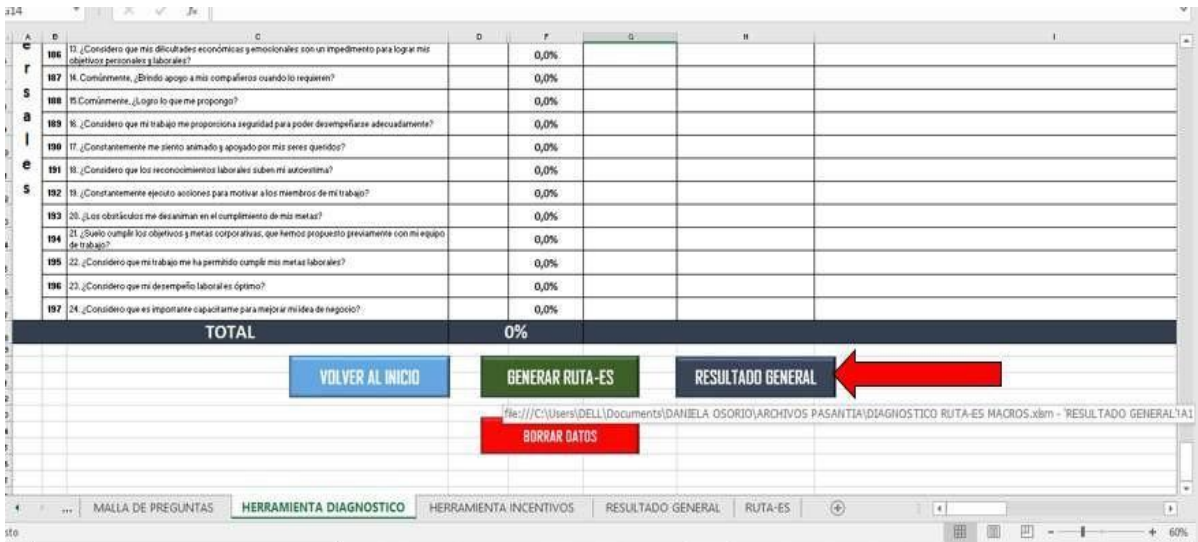 a14
fx
A B C D F G H I
e
r
s
a
l
e
s
186 13. ¿Considero que mis dificultades económicas y emocionales son un impedimento para lograr mis objetivos personales y laborales? 0,0%
187 14. Comúnmente, ¿Brindo apoyo a mis compañeros cuando lo requieren? 0,0%
188 15.Comúnmente, ¿Logro lo que me propongo? 0,0%
189 16. ¿Considero que mi trabajo me proporciona seguridad para poder desempeñarse adecuadamente? 0,0%
190 17. ¿Constantemente me siento animado y apoyado por mis seres queridos? 0,0%
191 18. ¿Considero que los reconocimientos laborales suben mi autoestima? 0,0%
192 19. ¿Constantemente ejecuto acciones para motivar a los miembros de mi trabajo? 0,0%
193 20. ¿Los obstáculos me desaniman en el cumplimiento de mis metas? 0,0%
194 21. ¿Suelo cumplir los objetivos y metas corporativas, que hemos propuesto previamente con mi equipo de trabajo? 0,0%
195 22. ¿Considero que mi trabajo me ha permitido cumplir mis metas laborales? 0,0%
196 23. ¿Considero que mi desempeño laboral es óptimo? 0,0%
197 24. ¿Considero que es importante capacitarme para mejorar mi idea de negocio? 0,0%
TOTAL 0%
VOLVER AL INICIO GENERAR RUTA-ES RESULTADO GENERAL
file:///C:\Users\DELL\Documents\DANIELA OSORIO\ARCHIVOS PASANTIA\DIAGNOSTICO RUTA-ES MACROS.xlsm - 'RESULTADO GENERAL'!A1
BORRAR DATOS
... MALLA DE PREGUNTAS HERRAMIENTA DIAGNOSTICO HERRAMIENTA INCENTIVOS RESULTADO GENERAL RUTA-ES
sto 60%